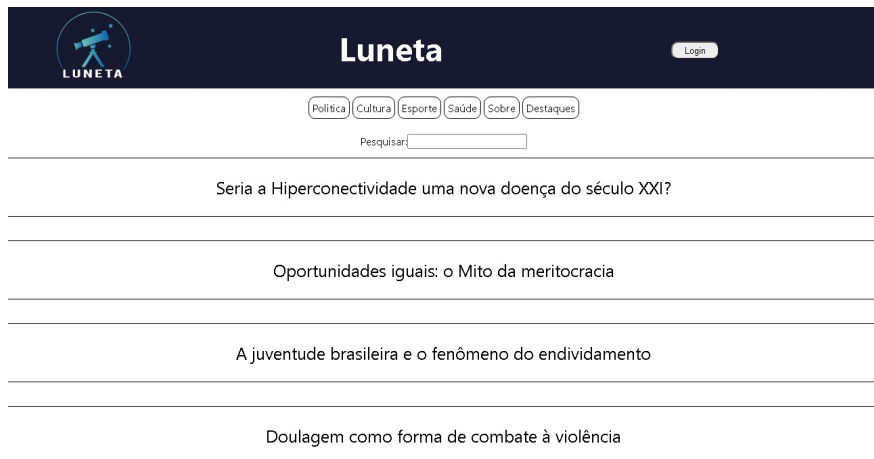 LUNETA
Luneta
Login
Politica Cultura Esporte Saúde Sobre Destaques
Pesquisar:
Seria a Hiperconectividade uma nova doença do século XXI?
Oportunidades iguais: o Mito da meritocracia
A juventude brasileira e o fenômeno do endividamento
Doulagem como forma de combate à violência